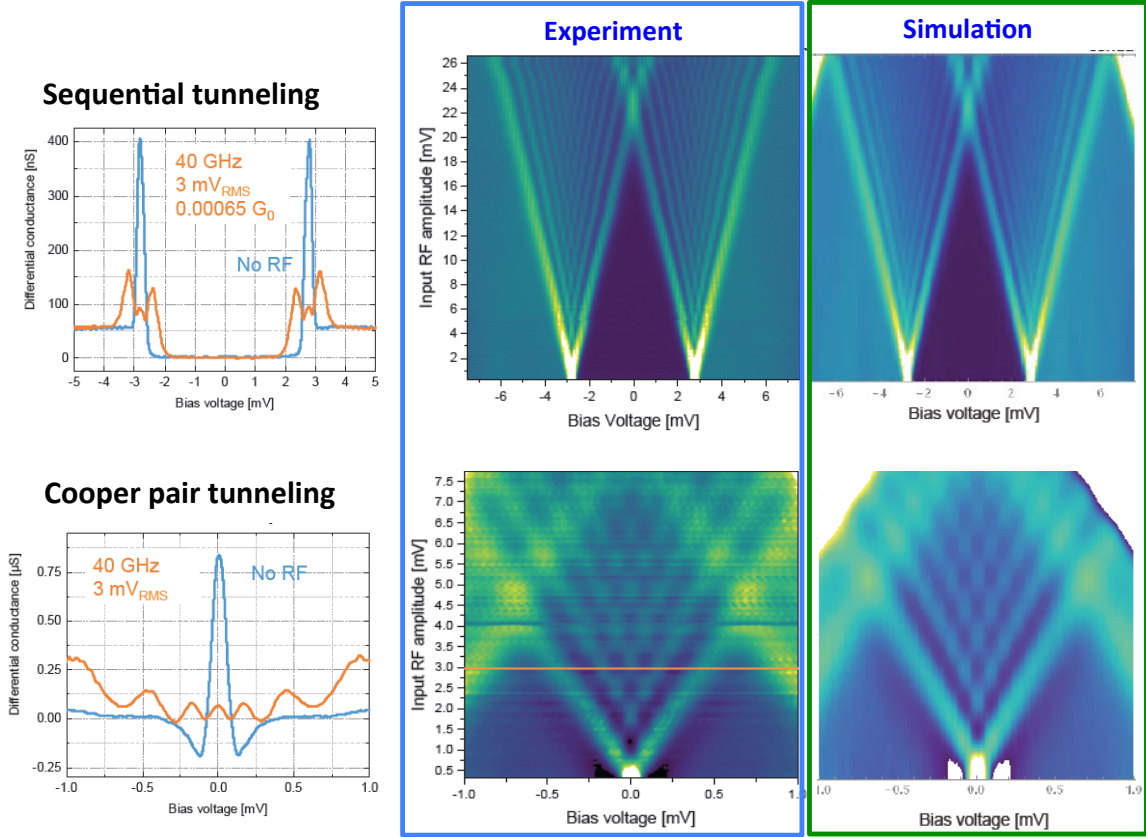 Experiment
Simulation
Sequential tunneling
Differential conductance [nS]
400
300
200
100
0
40 GHz
3 mVRMS
0.00065 G0
No RF
-5 -4 -3 -2 -1 0 1 2 3 4 5
Bias voltage [mV]
Input RF amplitude [mV]
26
24
22
20
18
16
14
12
10
8
6
4
2
-6 -4 -2 0 2 4 6
Bias Voltage [mV]
-6 -4 -2 0 2 4 6
Bias voltage [mV]
Cooper pair tunneling
Differential conductance [µS]
0.75
0.50
0.25
0.00
-0.25
40 GHz
3 mVRMS
No RF
-1.0 -0.5 0.0 0.5 1.0
Bias voltage [mV]
Input RF amplitude [mV]
7.5
7.0
6.5
6.0
5.5
5.0
4.5
4.0
3.5
3.0
2.5
2.0
1.5
1.0
0.5
-1.0 -0.5 0.0 0.5 1.0
Bias voltage [mV]
1.0 -0.5 0.0 0.5 1.0
Bias voltage [mV]